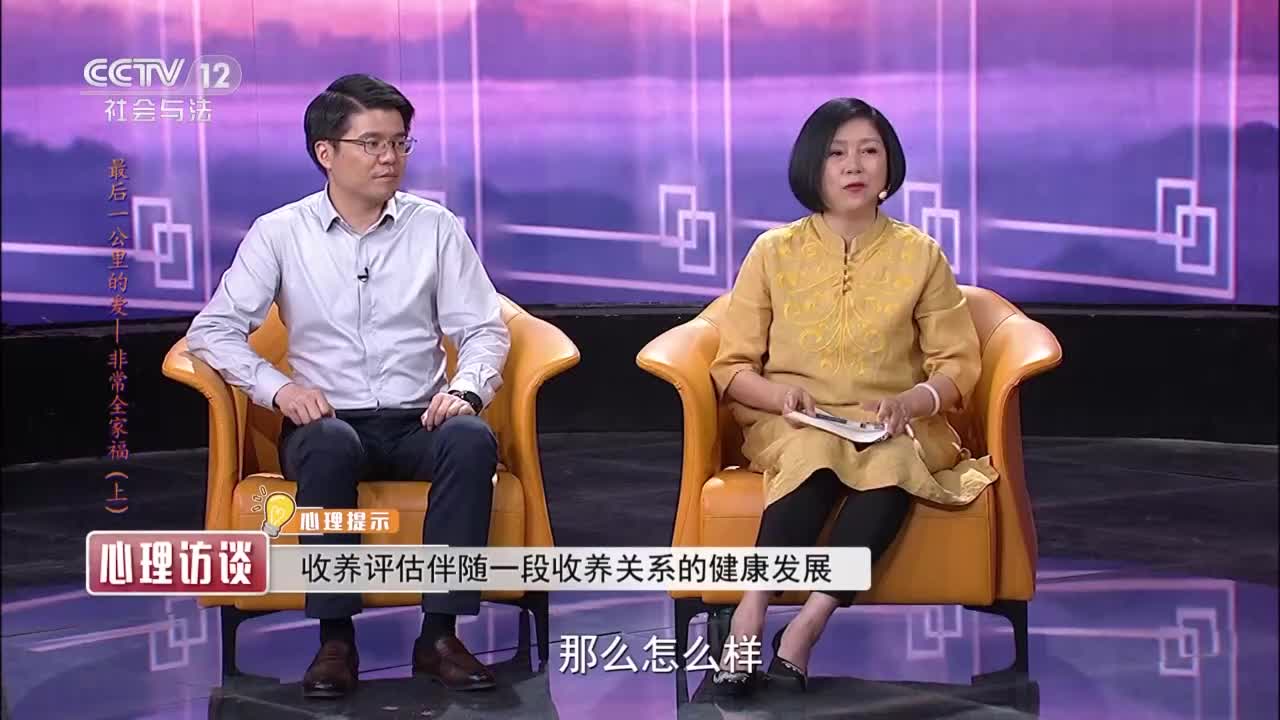 CCTV 12
社会与法
最后一公里的爱—非常全家福(上)
心理提示
心理访谈
收养评估伴随一段收养关系的健康发展
那么怎么样